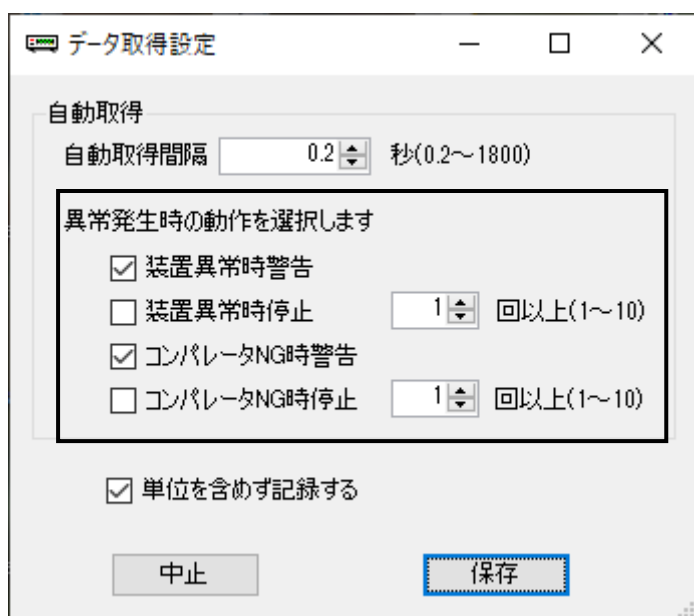 データ取得設定
自動取得
自動取得間隔 0.2 秒(0.2～1800)
異常発生時の動作を選択します
装置異常時警告
装置異常時停止 1 回以上(1～10)
コンパレータNG時警告
コンパレータNG時停止 1 回以上(1～10)
単位を含めず記録する
中止 保存